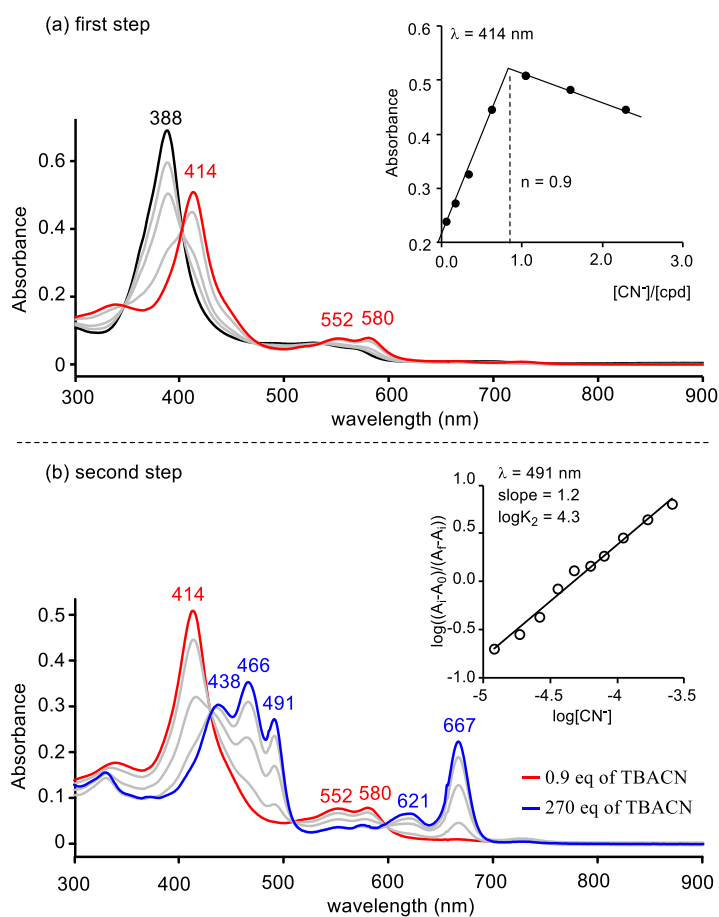 (a) first step
λ = 414 nm
388
414
552 580
n = 0.9
Absorbance
0.6
0.4
0.2
0
300 400 500 600 700 800 900
wavelength (nm)
Absorbance
0.6
0.5
0.4
0.3
0.2
0.0 1.0 2.0 3.0
[CN⁻]/[cpd]
(b) second step
λ = 491 nm
slope = 1.2
logK₂ = 4.3
log((Aᵢ-A₀)/(A_f-Aᵢ))
1.0
0.5
0.0
-0.5
-1.0
-5 -4.5 -4 -3.5
log[CN⁻]
414
438
466
491
552 580
621
667
0.9 eq of TBACN
270 eq of TBACN
Absorbance
0.5
0.4
0.3
0.2
0.1
0
300 400 500 600 700 800 900
wavelength (nm)